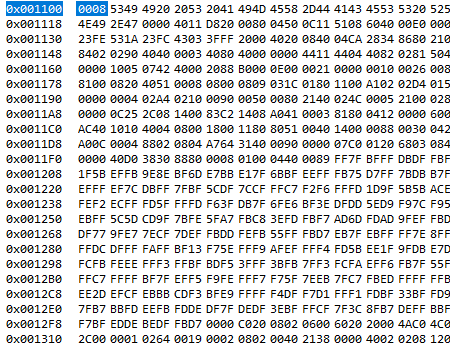 0x001100 0008 5349 4920 2053 2041 494D 4558 2D44 4143 4553 5320 525
0x001118 4E49 2E47 0000 4011 D820 0080 0450 0C11 5108 6040 00E0 000
0x001130 23FE 531A 23FC 4303 3FFF 2000 4020 0840 04CA 2834 8680 210
0x001148 8402 0290 4040 0003 4080 4000 0000 4411 4404 4082 0281 504
0x001160 0000 1005 0742 4000 2088 B000 0E00 0021 0000 0010 0026 008
0x001178 8100 0820 4051 0008 0800 0809 031C 0180 1100 A102 02D4 015
0x001190 0000 0004 02A4 0210 0090 0050 0080 2140 024C 0005 2100 028
0x0011A8 0000 0C25 2C08 1400 83C2 1408 A041 0003 8180 0412 0000 600
0x0011C0 AC40 1010 4004 0800 1800 1180 8051 0040 1400 0088 0030 042
0x0011D8 A00C 0004 8802 0804 A764 3140 0090 0000 07C0 0120 6803 084
0x0011F0 0000 40D0 3830 8880 0008 0100 0440 0089 FF7F BFFF DBDF FBF
0x001208 1F5B EFFB 9E8E BF6D E7BB E17F 6BBF EEFF FB75 D7FF 7BDB B7F
0x001220 EFFF EF7C DBFF 7FBF 5CDF 7CCF FFC7 F2F6 FFFD 1D9F 5B5B ACE
0x001238 FEF2 ECFF FD5F FFFD F63F DB7F 6FE6 BF3E DFDD 5ED9 F97C F95
0x001250 EBFF 5C5D CD9F 7BFE 5FA7 FBC8 3EFD FBF7 AD6D FDAD 9FEF FBD
0x001268 DF77 9FE7 7ECF 7DEF FBDD FEFB 55FF FBD7 EB7F EBFF FF7E 8FF
0x001280 FFDC DFFF FAFF BF13 F75E FFF9 AFEF FFF4 FD5B EE1F 9FDB E7D
0x001298 FCFB FEEE FFF3 FFBF BDF5 3FFF 3BFB 7FF3 FCFA EFF6 FB7F 55F
0x0012B0 FFC7 FFFF BF7F EFF5 F9FE FFF7 F75F 7EEB 7FC7 FBED FFFF FFB
0x0012C8 EE2D EFCF EBBB CDF3 BFE9 FFFF F4DF F7D1 FFF1 FDBF 33BF FD9
0x0012E0 7FB7 BBFD EEFB FDDE DF7F DEDF 3EBF FFCF 7F3C 8FB7 DEFF BBF
0x0012F8 F7BF EDDE BEDF FBD7 0000 C020 0802 0600 6020 2000 4AC0 4C0
0x001310 2C00 0001 0264 0019 0002 0802 0040 2138 0000 4002 0208 120